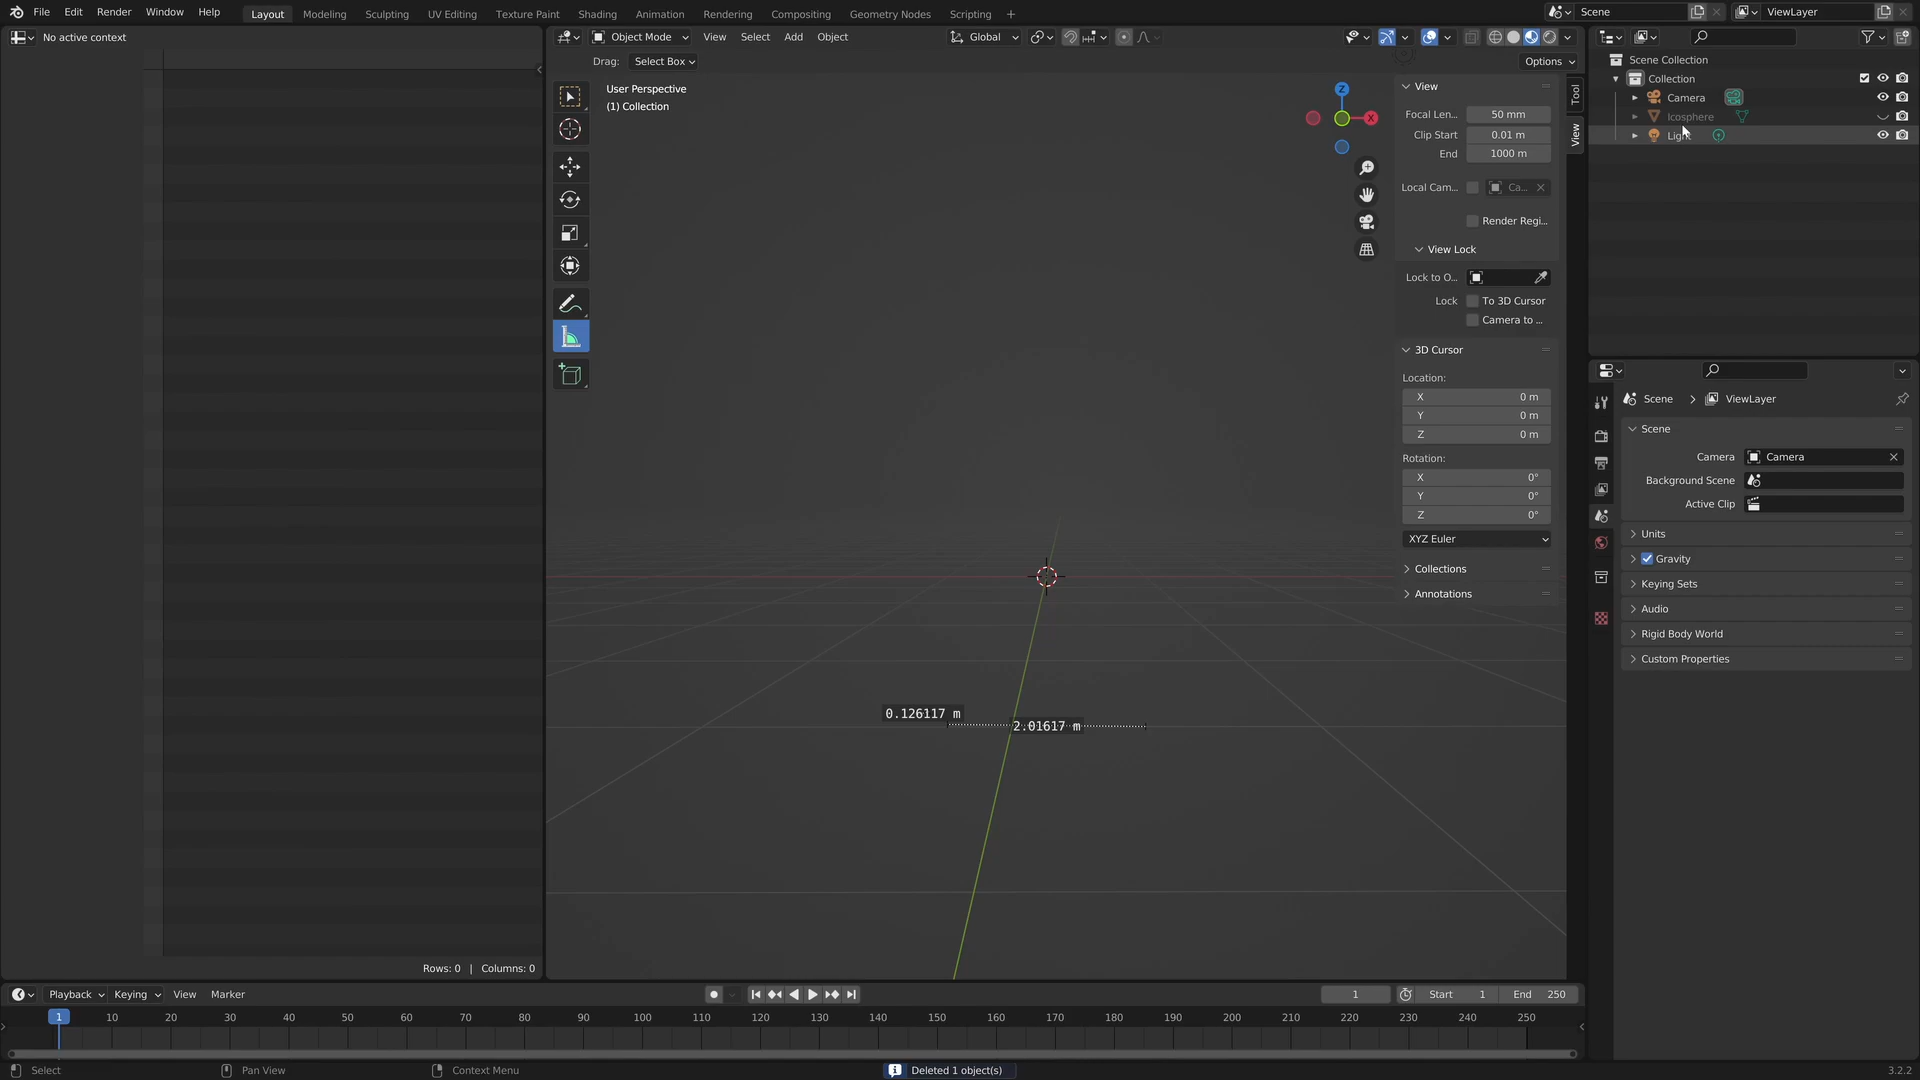 File Edit Render Window Help Layout Modeling Sculpting UV Editing Texture Paint Shading Animation Rendering Compositing Geometry Nodes Scripting + Scene ViewLayer
No active context
Object Mode View Select Add Object Global
Drag: Select Box Options
User Perspective
(1) Collection
Z
X
View
Focal Len... 50 mm
Clip Start 0.01 m
End 1000 m
Local Cam... Ca...
Render Regi...
View Lock
Lock to O...
Lock To 3D Cursor
Camera to ...
3D Cursor
Location:
X 0 m
Y 0 m
Z 0 m
Rotation:
X 0°
Y 0°
Z 0°
XYZ Euler
Collections
Annotations
Tool
View
0.126117 m
2.01617 m
Scene Collection
Collection
Camera
Icosphere
Light
Scene > ViewLayer
Scene
Camera Camera
Background Scene
Active Clip
Units
Gravity
Keying Sets
Audio
Rigid Body World
Custom Properties
Rows: 0 | Columns: 0
Playback Keying View Marker 1 Start 1 End 250
1 10 20 30 40 50 60 70 80 90 100 110 120 130 140 150 160 170 180 190 200 210 220 230 240 250
Select Pan View Context Menu Deleted 1 object(s) 3.2.2